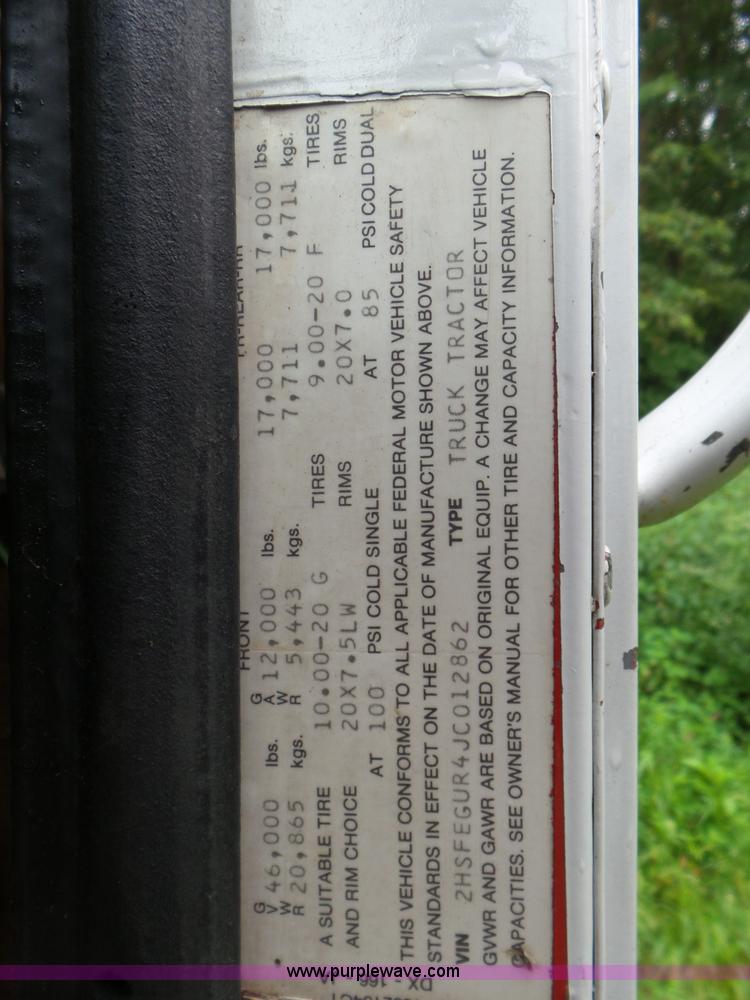 FRONT
GVWR 46,000 lbs. GAWR 12,000 lbs. 17,000 17,000 lbs.
20,865 kgs. 5,443 kgs. 7,711 7,711 kgs.
A SUITABLE TIRE 10.00-20 G TIRES 9.00-20 F TIRES
AND RIM CHOICE 20X7.5LW RIMS 20X7.0 RIMS
AT 100 PSI COLD SINGLE AT 85 PSI COLD DUAL
THIS VEHICLE CONFORMS TO ALL APPLICABLE FEDERAL MOTOR VEHICLE SAFETY
STANDARDS IN EFFECT ON THE DATE OF MANUFACTURE SHOWN ABOVE.
VIN 2HSFEGUR4JC012862 TYPE TRUCK TRACTOR
GVWR AND GAWR ARE BASED ON ORIGINAL EQUIP. A CHANGE MAY AFFECT VEHICLE
CAPACITIES. SEE OWNER'S MANUAL FOR OTHER TIRE AND CAPACITY INFORMATION.
www.purplewave.com